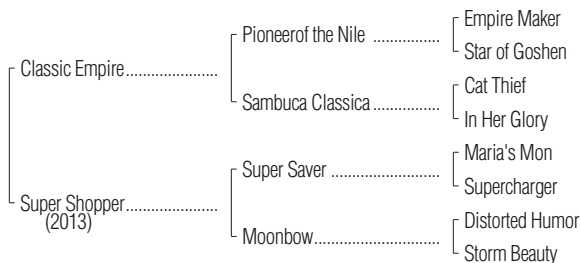 Empire Maker
Pioneerof the Nile ................
Star of Goshen
Classic Empire......................
Cat Thief
Sambuca Classica ................
In Her Glory
Maria's Mon
Super Saver ..........................
Supercharger
Super Shopper......................
(2013)
Distorted Humor
Moonbow..............................
Storm Beauty